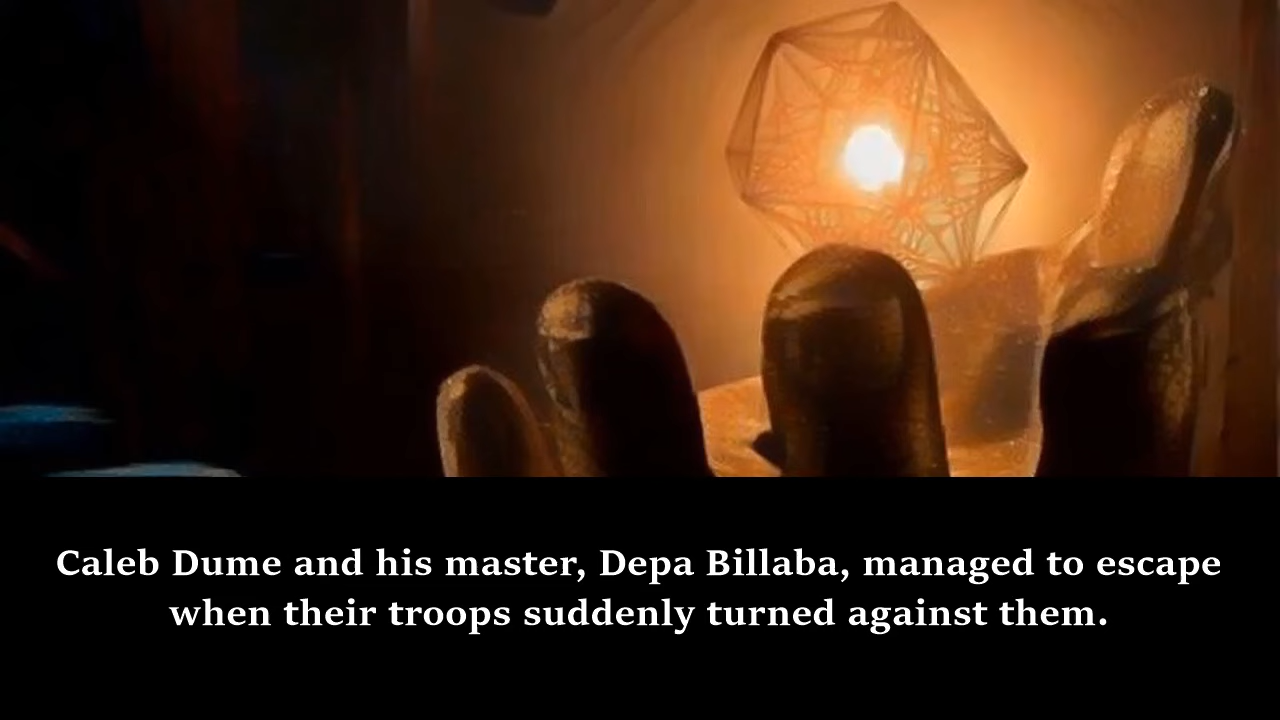 Caleb Dume and his master, Depa Billaba, managed to escape
when their troops suddenly turned against them.